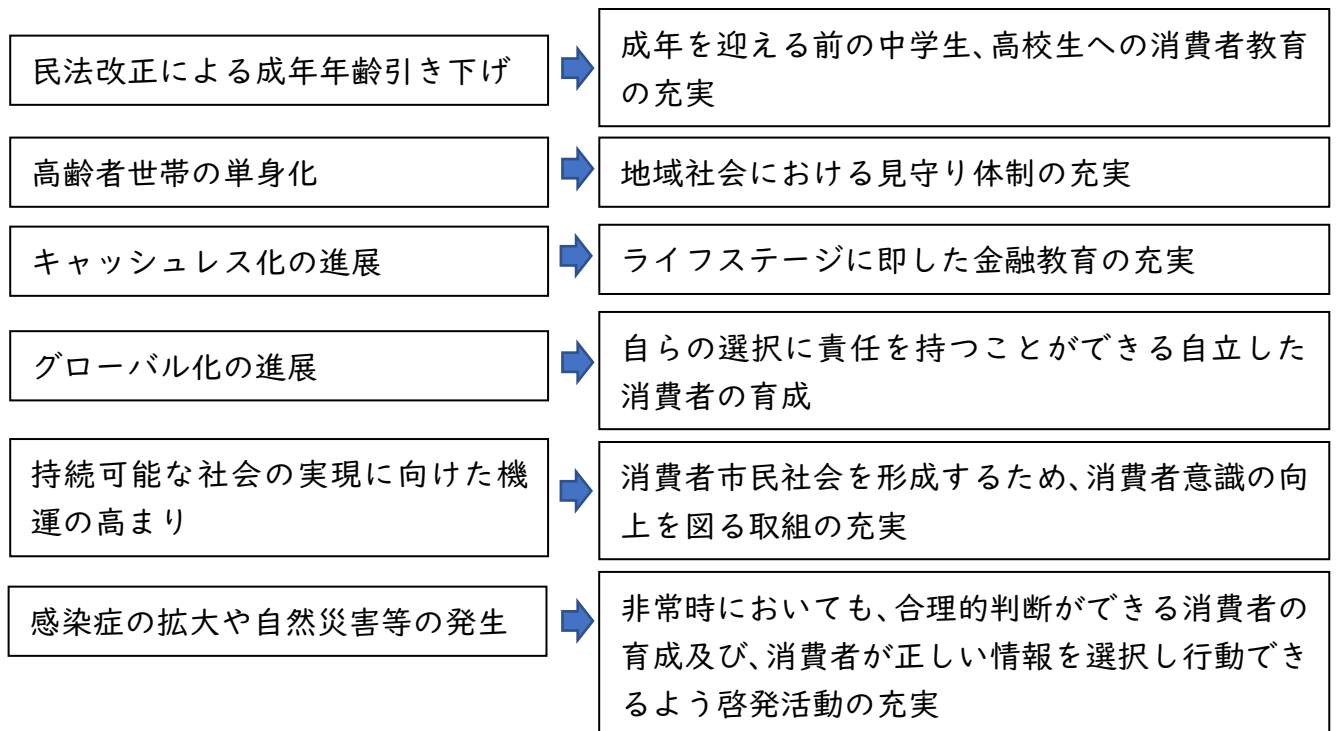 民法改正による成年年齢引き下げ
成年を迎える前の中学生、高校生への消費者教育
の充実
高齢者世帯の単身化
地域社会における見守り体制の充実
キャッシュレス化の進展
ライフステージに即した金融教育の充実
グローバル化の進展
自らの選択に責任を持つことができる自立した
消費者の育成
持続可能な社会の実現に向けた機
運の高まり
消費者市民社会を形成するため、消費者意識の向
上を図る取組の充実
感染症の拡大や自然災害等の発生
非常時においても、合理的判断ができる消費者の
育成及び、消費者が正しい情報を選択し行動でき
るよう啓発活動の充実